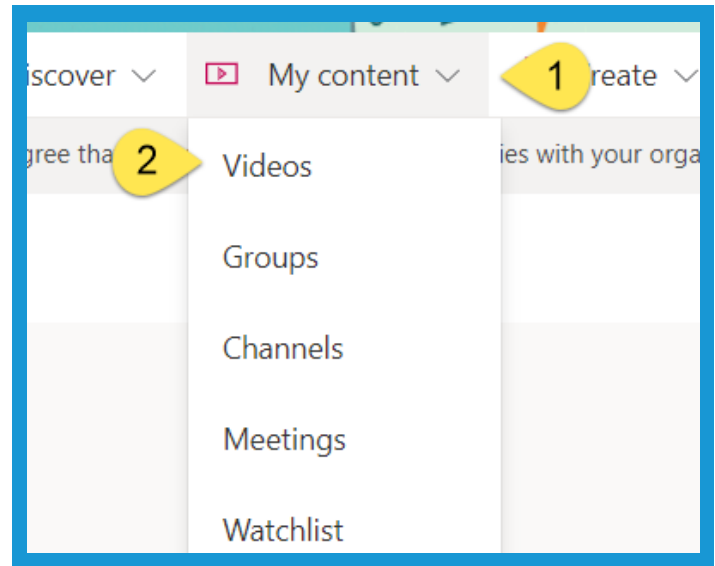 iscover My content 1 reate
gree tha 2 ies with your orga
Videos
Groups
Channels
Meetings
Watchlist